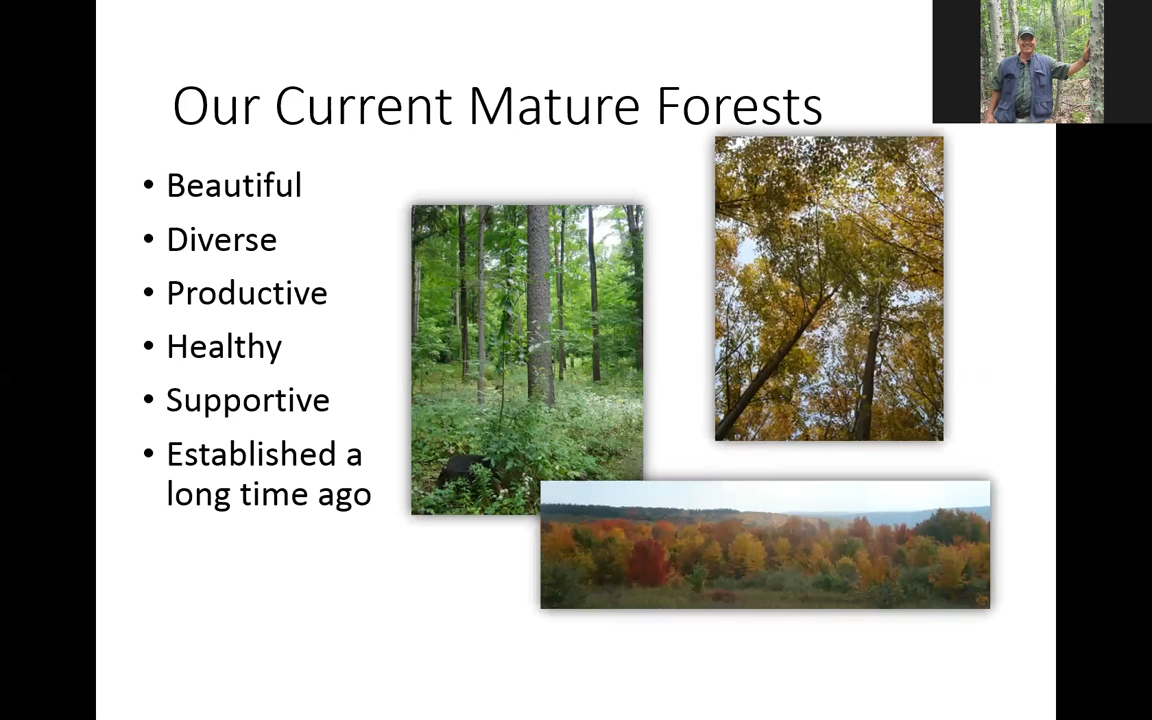 Our Current Mature Forests
• Beautiful
• Diverse
• Productive
• Healthy
• Supportive
• Established a
long time ago